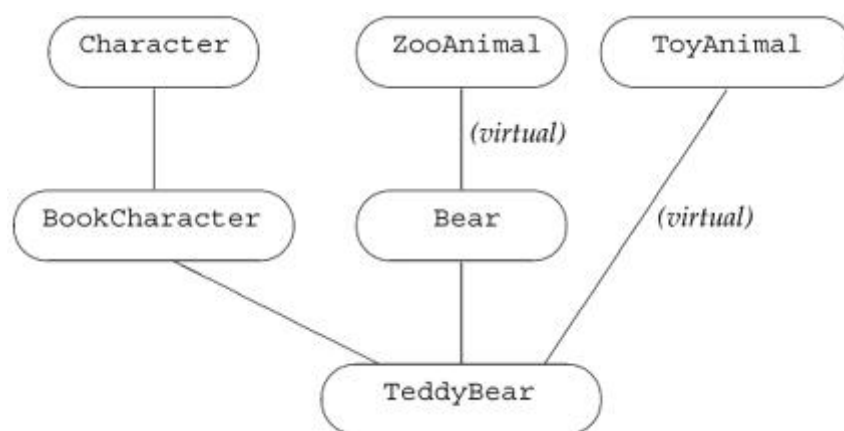 Character
ZooAnimal
ToyAnimal
(virtual)
BookCharacter
Bear
(virtual)
TeddyBear